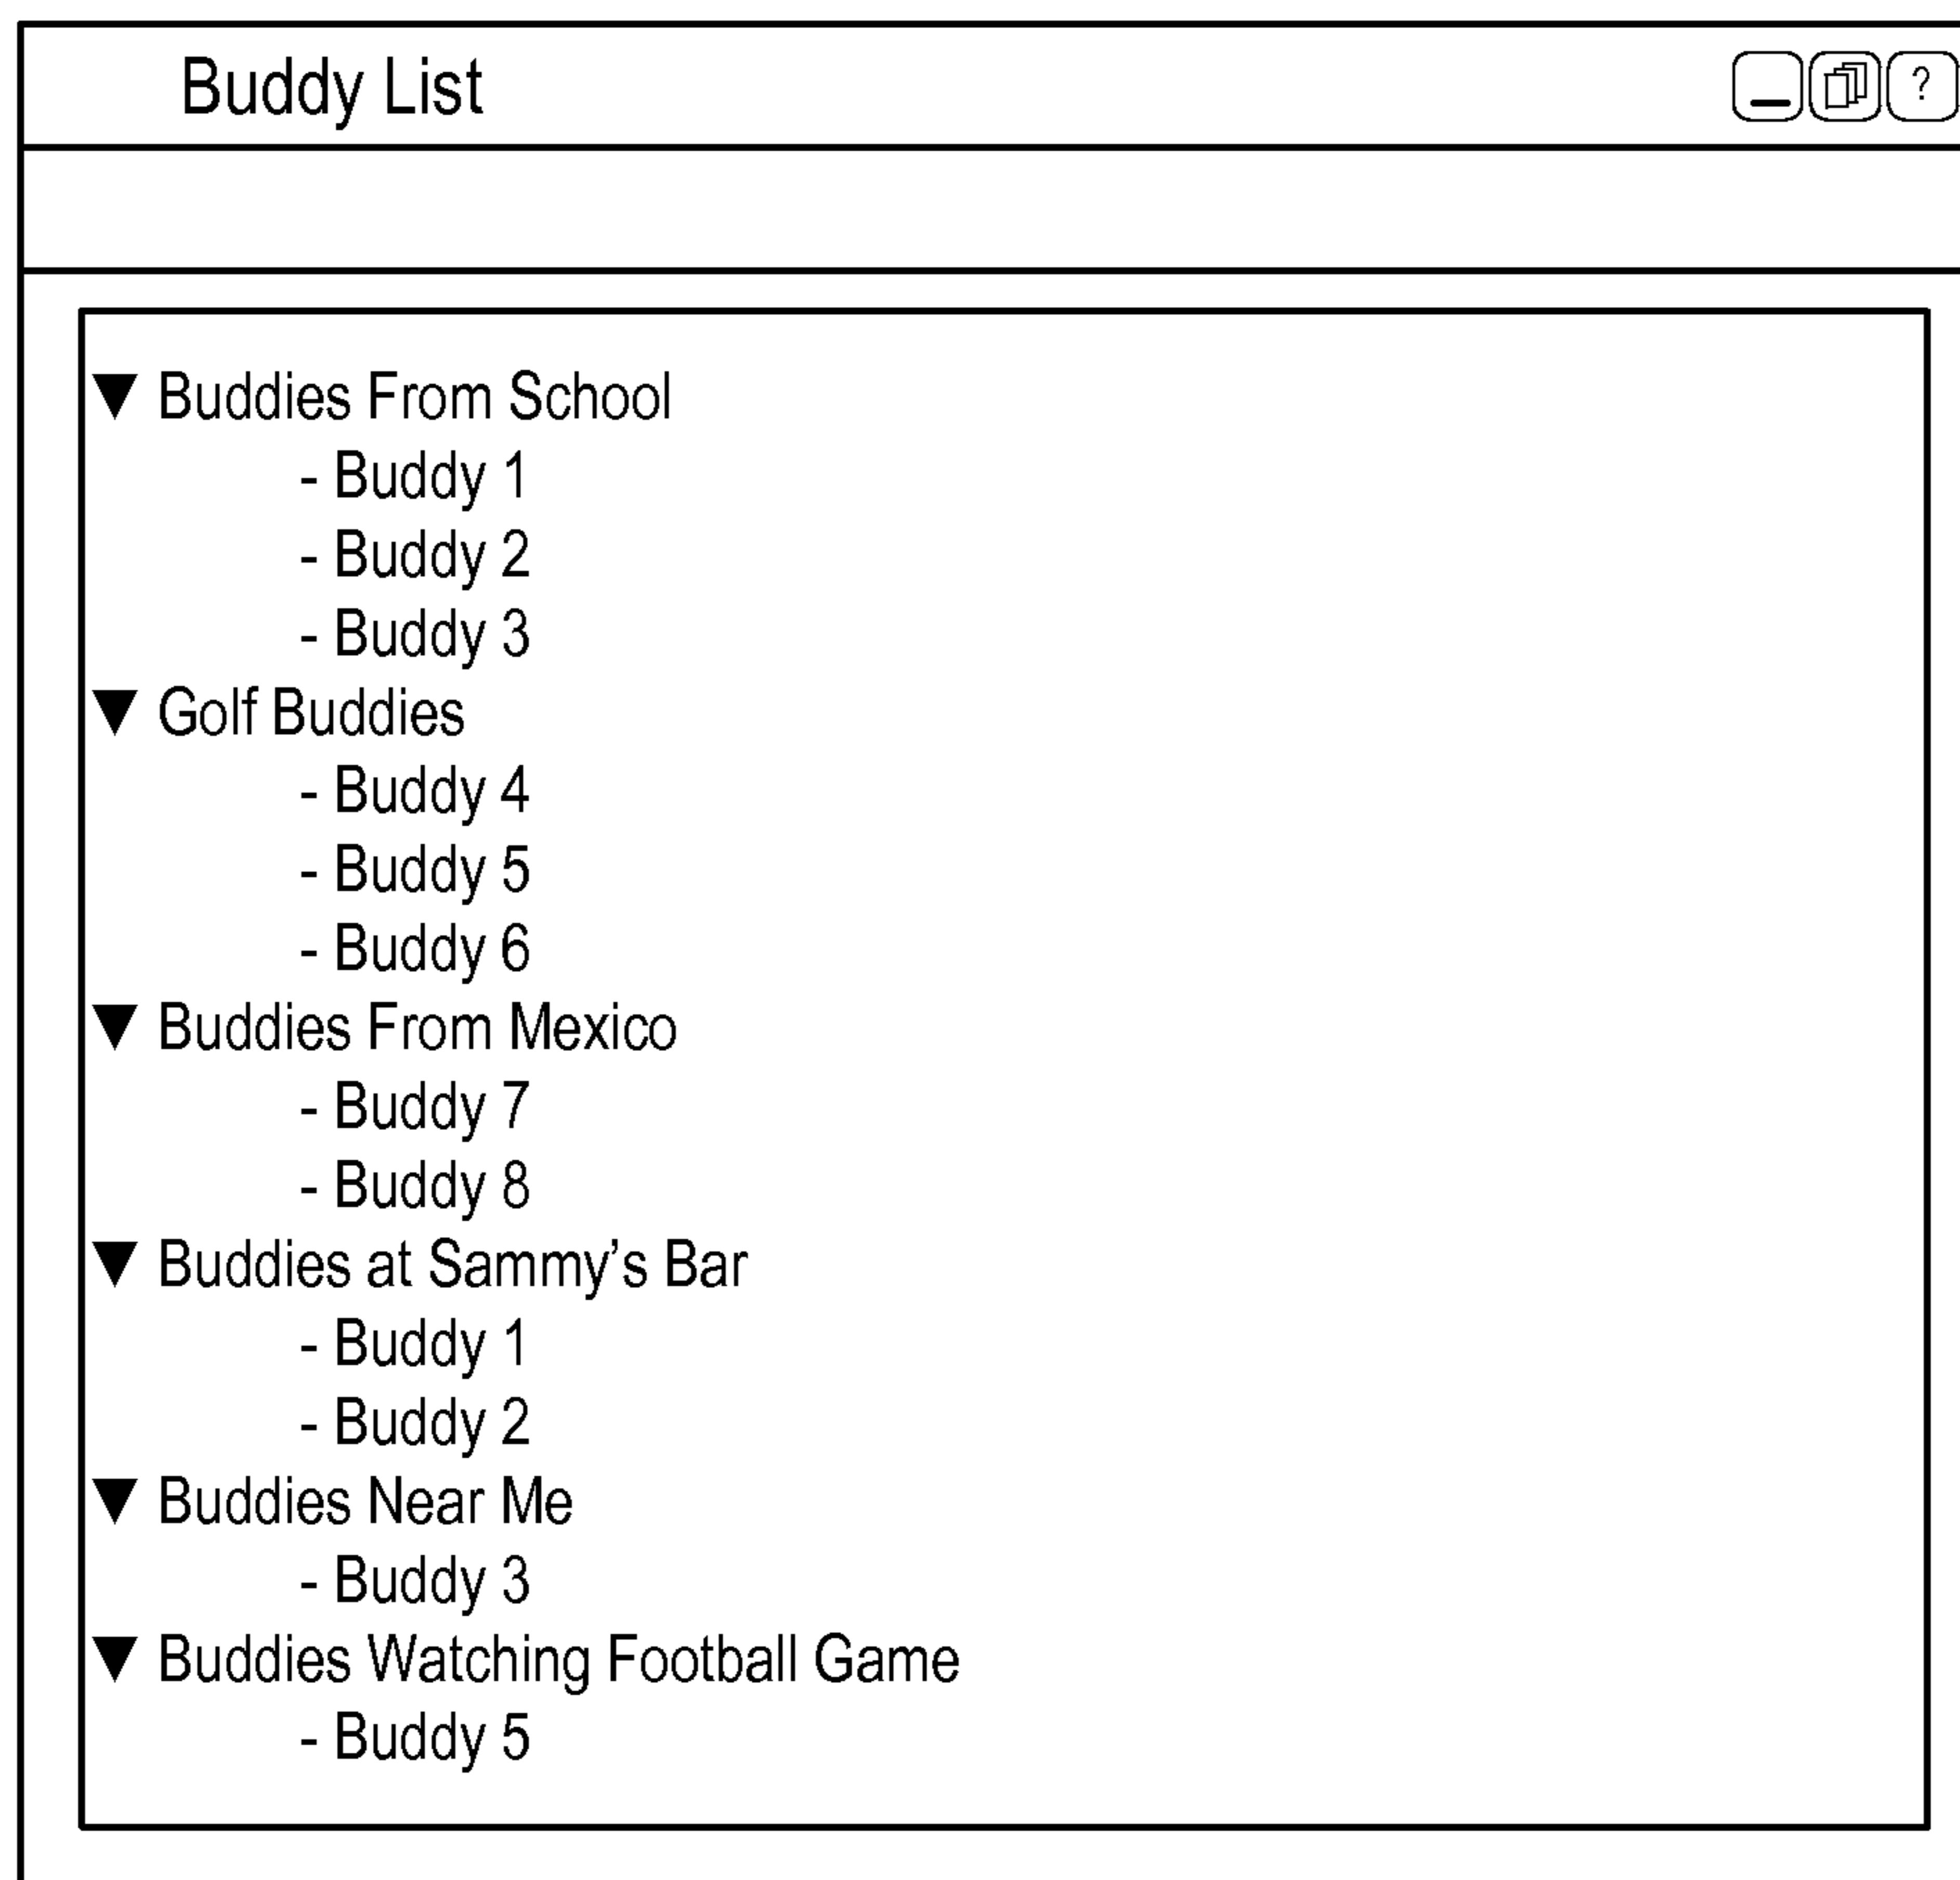 Buddy List
?
▼ Buddies From School
- Buddy 1
- Buddy 2
- Buddy 3
▼ Golf Buddies
- Buddy 4
- Buddy 5
- Buddy 6
▼ Buddies From Mexico
- Buddy 7
- Buddy 8
▼ Buddies at Sammy’s Bar
- Buddy 1
- Buddy 2
▼ Buddies Near Me
- Buddy 3
▼ Buddies Watching Football Game
- Buddy 5